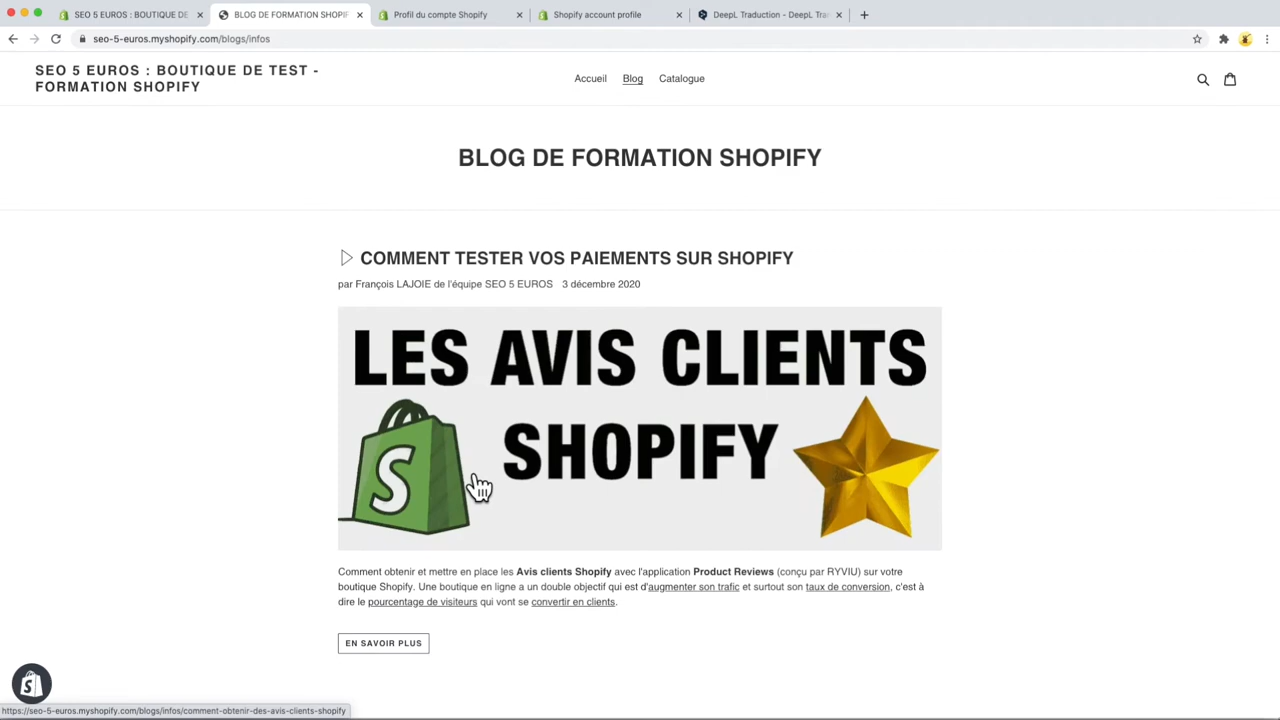 SEO 5 EUROS : BOUTIQUE DE
BLOG DE FORMATION SHOPIF
Profil du compte Shopify
Shopify account profile
DeepL Traduction – DeepL Tra
seo-5-euros.myshopify.com/blogs/infos
SEO 5 EUROS : BOUTIQUE DE TEST -
FORMATION SHOPIFY
Accueil
Blog
Catalogue
BLOG DE FORMATION SHOPIFY
COMMENT TESTER VOS PAIEMENTS SUR SHOPIFY
par François LAJOIE de l'équipe SEO 5 EUROS 3 décembre 2020
LES AVIS CLIENTS
SHOPIFY
Comment obtenir et mettre en place les Avis clients Shopify avec l'application Product Reviews (conçu par RYVIU) sur votre
boutique Shopify. Une boutique en ligne a un double objectif qui est d'augmenter son trafic et surtout son taux de conversion, c'est à
dire le pourcentage de visiteurs qui vont se convertir en clients.
EN SAVOIR PLUS
https://seo-5-euros.myshopify.com/blogs/infos/comment-obtenir-des-avis-clients-shopify